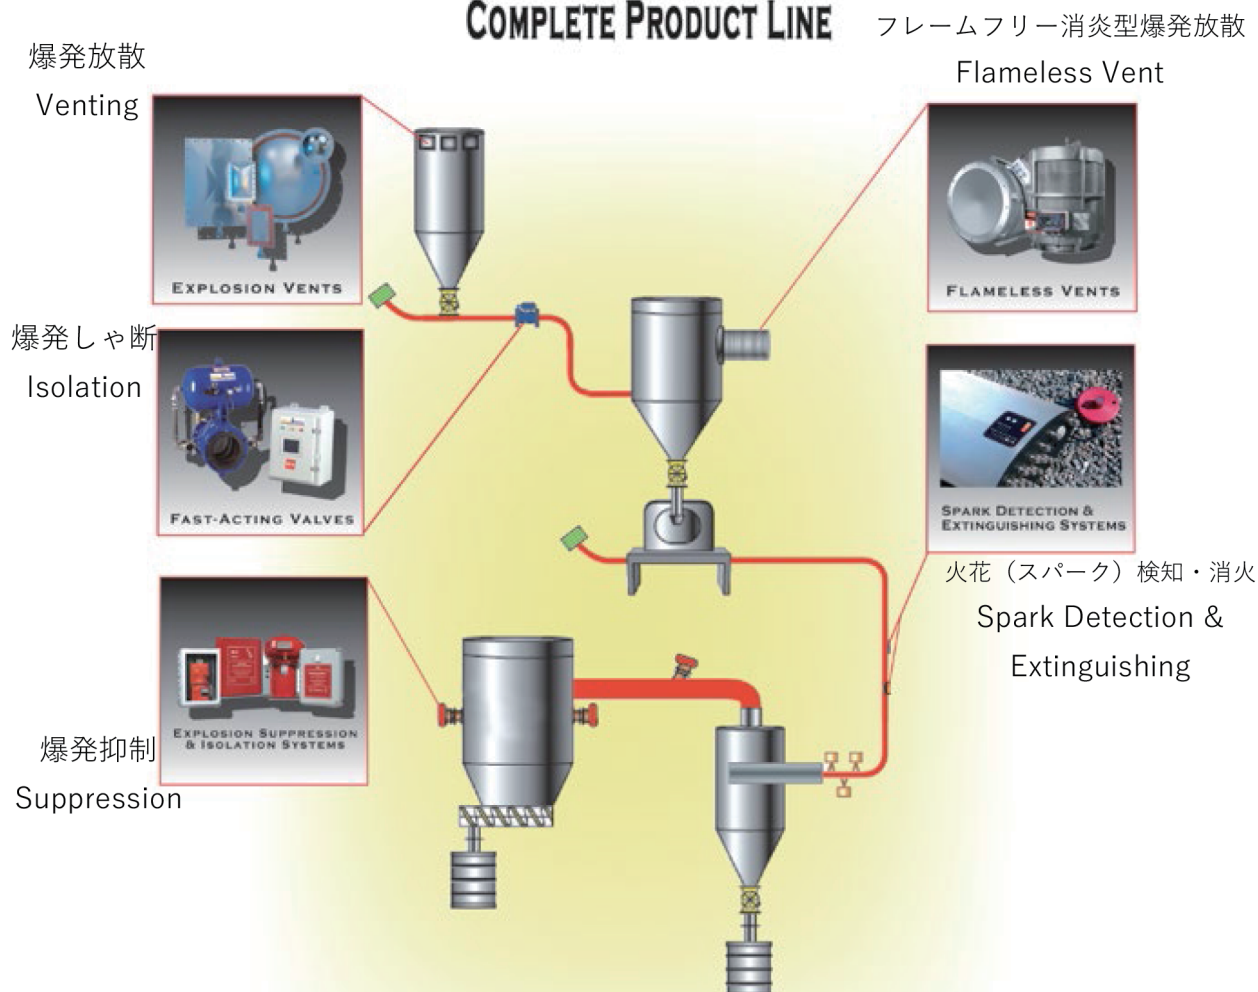 COMPLETE PRODUCT LINE
爆発放散
Venting
EXPLOSION VENTS
フレームフリー消炎型爆発放散
Flameless Vent
FLAMELESS VENTS
爆発しゃ断
Isolation
FAST-ACTING VALVES
SPARK DETECTION &
EXTINGUISHING SYSTEMS
火花（スパーク）検知・消火
Spark Detection &
Extinguishing
爆発抑制
Suppression
EXPLOSION SUPPRESSION
& ISOLATION SYSTEMS